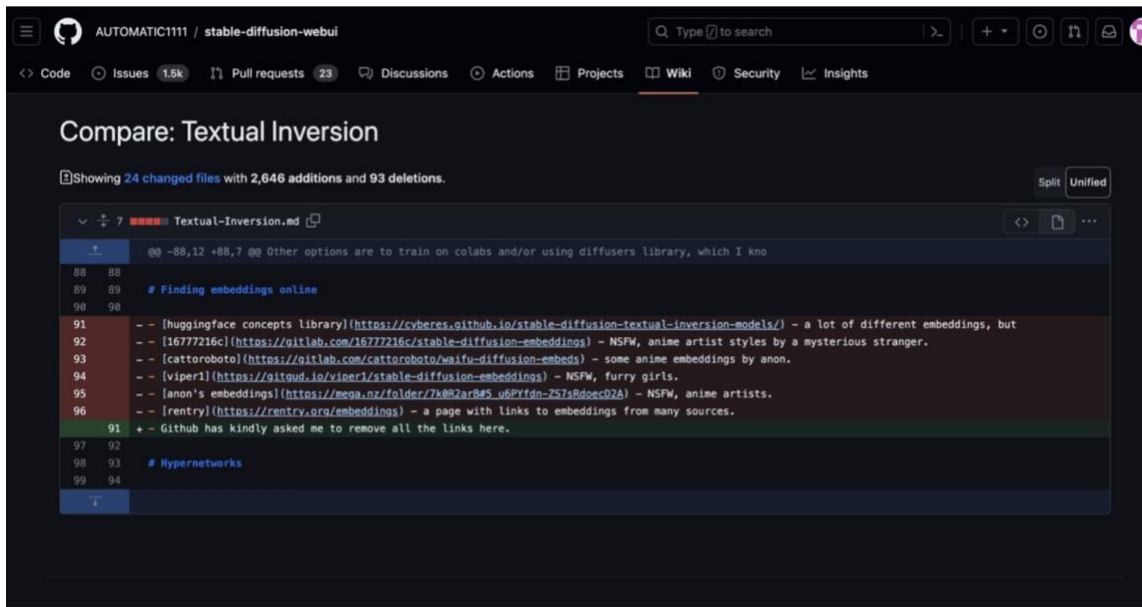 AUTOMATIC1111 / stable-diffusion-webui
Type / to search
Code Issues 1.5k Pull requests 23 Discussions Actions Projects Wiki Security Insights
Compare: Textual Inversion
Showing 24 changed files with 2,646 additions and 93 deletions.
Split Unified
7 Textual-Inversion.md
@@ -88,12 +88,7 @@ Other options are to train on colabs and/or using diffusers library, which I kno
88 88
89 89 # Finding embeddings online
90 90
91 - - [huggingface concepts library](https://cyberes.github.io/stable-diffusion-textual-inversion-models/) - a lot of different embeddings, but
92 - - [16777216c](https://gitlab.com/16777216c/stable-diffusion-embeddings) - NSFW, anime artist styles by a mysterious stranger.
93 - - [cattoroboto](https://gitlab.com/cattoroboto/waifu-diffusion-embeds) - some anime embeddings by anon.
94 - - [viper1](https://gitgud.io/viper1/stable-diffusion-embeddings) - NSFW, furry girls.
95 - - [anon's embeddings](https://mega.nz/folder/7k0R2arB#5_u6PYfdn-ZS7sRdoecD2A) - NSFW, anime artists.
96 - - [rentry](https://rentry.org/embeddings) - a page with links to embeddings from many sources.
91 + - Github has kindly asked me to remove all the links here.
97 92
98 93 # Hypernetworks
99 94